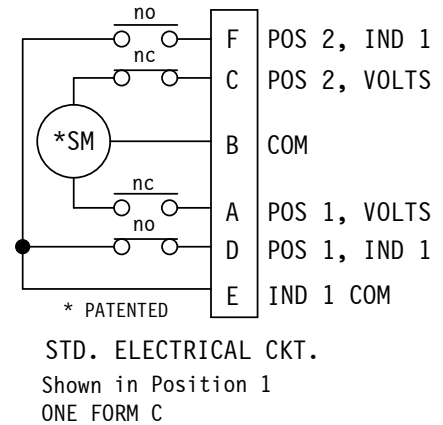 no
F POS 2, IND 1
nc
C POS 2, VOLTS
*SM
B COM
nc
A POS 1, VOLTS
no
D POS 1, IND 1
E IND 1 COM
* PATENTED
STD. ELECTRICAL CKT.
Shown in Position 1
ONE FORM C